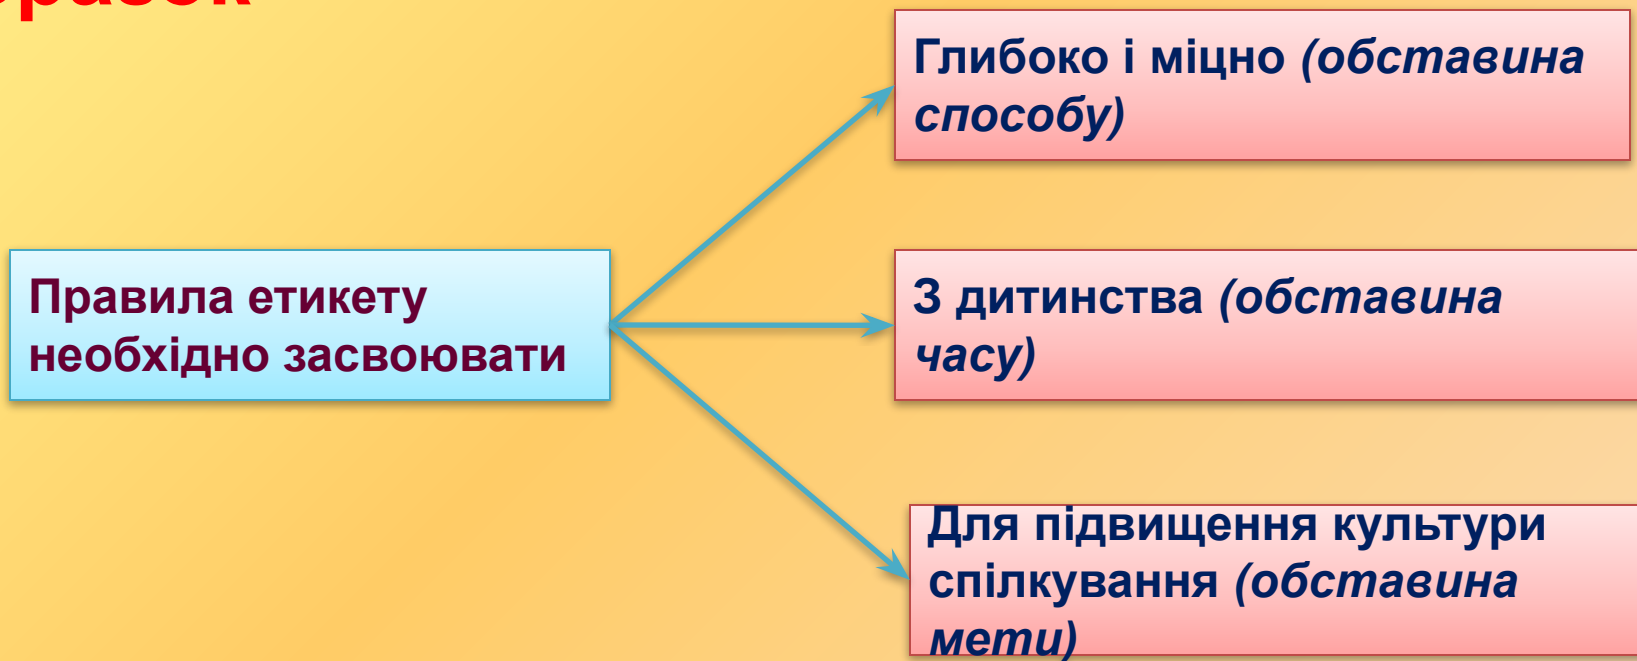 Глибоко і міцно (обставина
способу)
Правила етикету
необхідно засвоювати
З дитинства (обставина
часу)
Для підвищення культури
спілкування (обставина
мети)